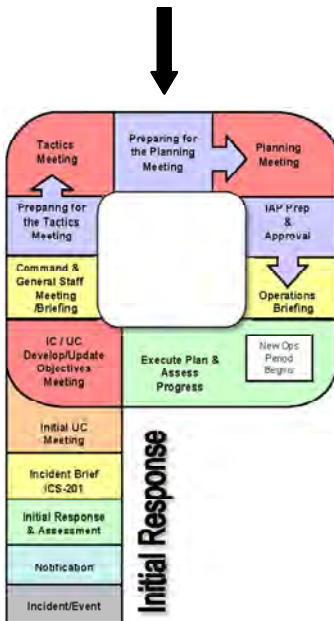 Tactics
Meeting
Preparing for
the Planning
Meeting
Planning
Meeting
Preparing for
the Tactics
Meeting
IAP Prep
&
Approval
Command &
General Staff
Meeting
/Briefing
Operations
Briefing
IC / UC
Develop/Update
Objectives
Meeting
Execute Plan &
Assess
Progress
New Ops
Period
Begins
Initial UC
Meeting
Incident Brief
ICS-201
Initial Response
& Assessment
Notification
Incident/Event
Initial Response